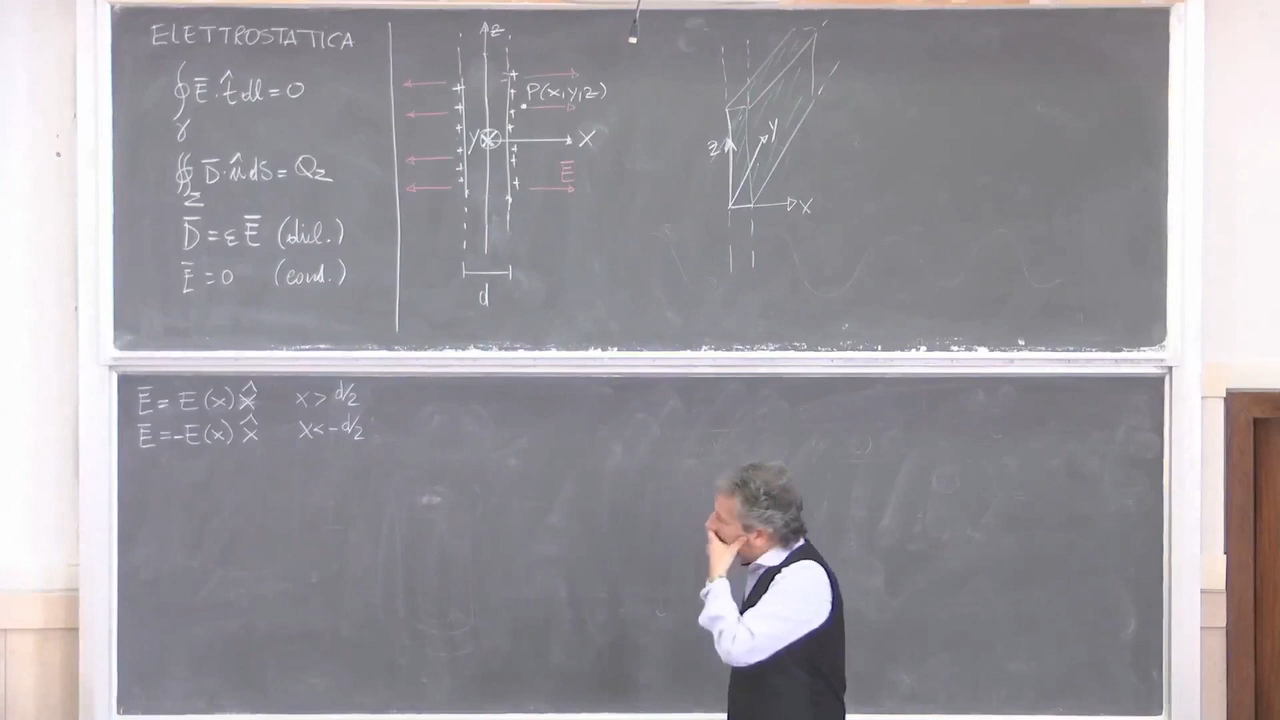 ELETTROSTATICA
∮ E̅·t̂ dl = 0
γ
∯ D̅·n̂ dS = Q_Σ
Σ
D̅ = ε E̅ (diel.)
E̅ = 0 (cond.)
z
+ + + + + + + +
P(x,y,z)
Y X
E̅
d
z Y
X
E̅ = E(x) x̂ x > d/2
E̅ = -E(x) x̂ x < -d/2